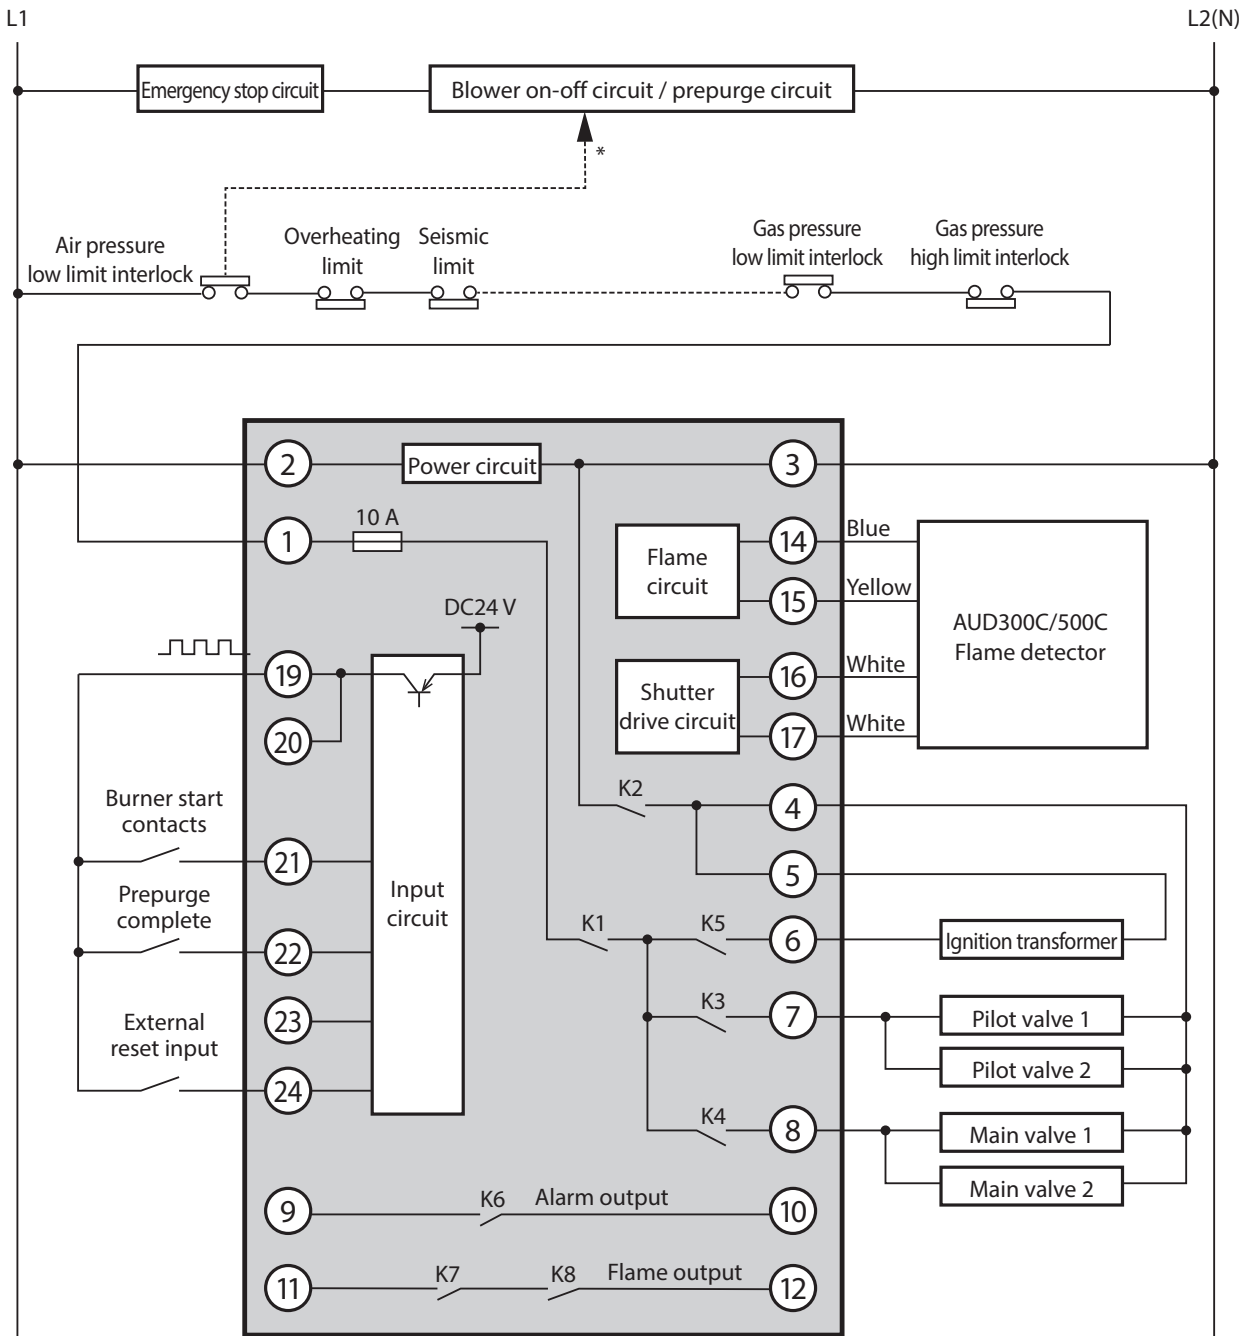 L1
L2(N)
Emergency stop circuit
Blower on-off circuit / prepurge circuit
*
Air pressure
low limit interlock
Overheating
limit
Seismic
limit
Gas pressure
low limit interlock
Gas pressure
high limit interlock
2
Power circuit
3
1
10 A
Flame
circuit
14
Blue
15
Yellow
AUD300C/500C
Flame detector
DC24 V
19
20
Shutter
drive circuit
16
White
17
White
K2
4
5
Burner start
contacts
21
Input
circuit
Prepurge
complete
22
K1
K5
6
Ignition transformer
23
K3
7
Pilot valve 1
Pilot valve 2
External
reset input
24
K4
8
Main valve 1
Main valve 2
9
K6
Alarm output
10
11
K7
K8
Flame output
12